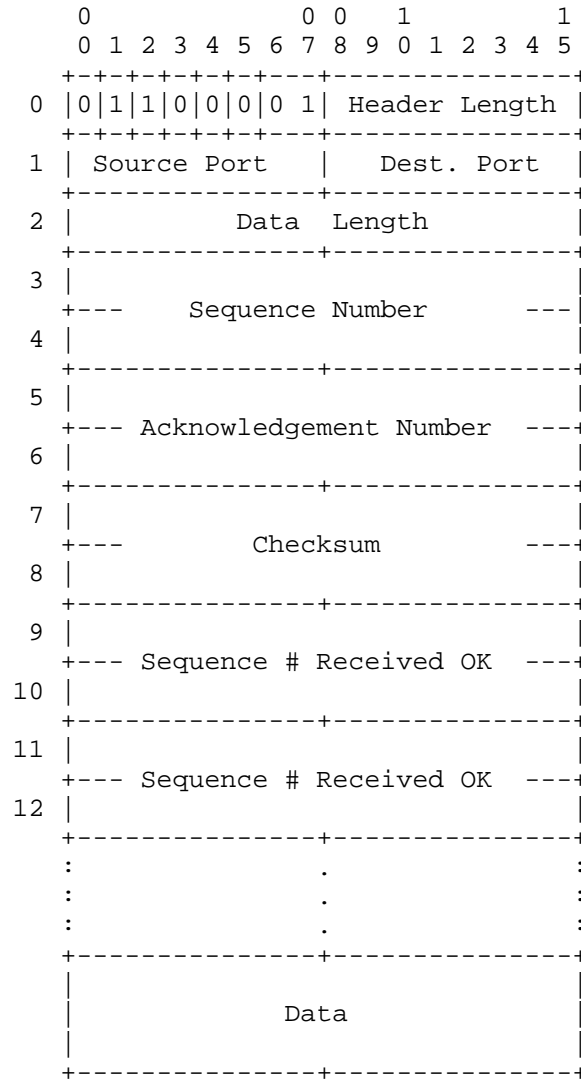 0             0 0   1           1
    0 1 2 3 4 5 6 7 8 9 0 1 2 3 4 5
   +-+-+-+-+-+-+---+---------------+
 0 |0|1|1|0|0|0|0 1| Header Length |
   +-+-+-+-+-+-+---+---------------+
 1 | Source Port   |   Dest. Port  |
   +---------------+---------------+
 2 |          Data  Length         |
   +---------------+---------------+
 3 |                               |
   +---    Sequence Number      ---|
 4 |                               |
   +---------------+---------------+
 5 |                               |
   +--- Acknowledgement Number  ---+
 6 |                               |
   +---------------+---------------+
 7 |                               |
   +---        Checksum         ---+
 8 |                               |
   +---------------+---------------+
 9 |                               |
   +--- Sequence # Received OK  ---+
10 |                               |
   +---------------+---------------+
11 |                               |
   +--- Sequence # Received OK  ---+
12 |                               |
   +---------------+---------------+
   :               .               :
   :               .               :
   :               .               :
   +---------------+---------------+
   |                               |
   |             Data              |
   |                               |
   +---------------+---------------+